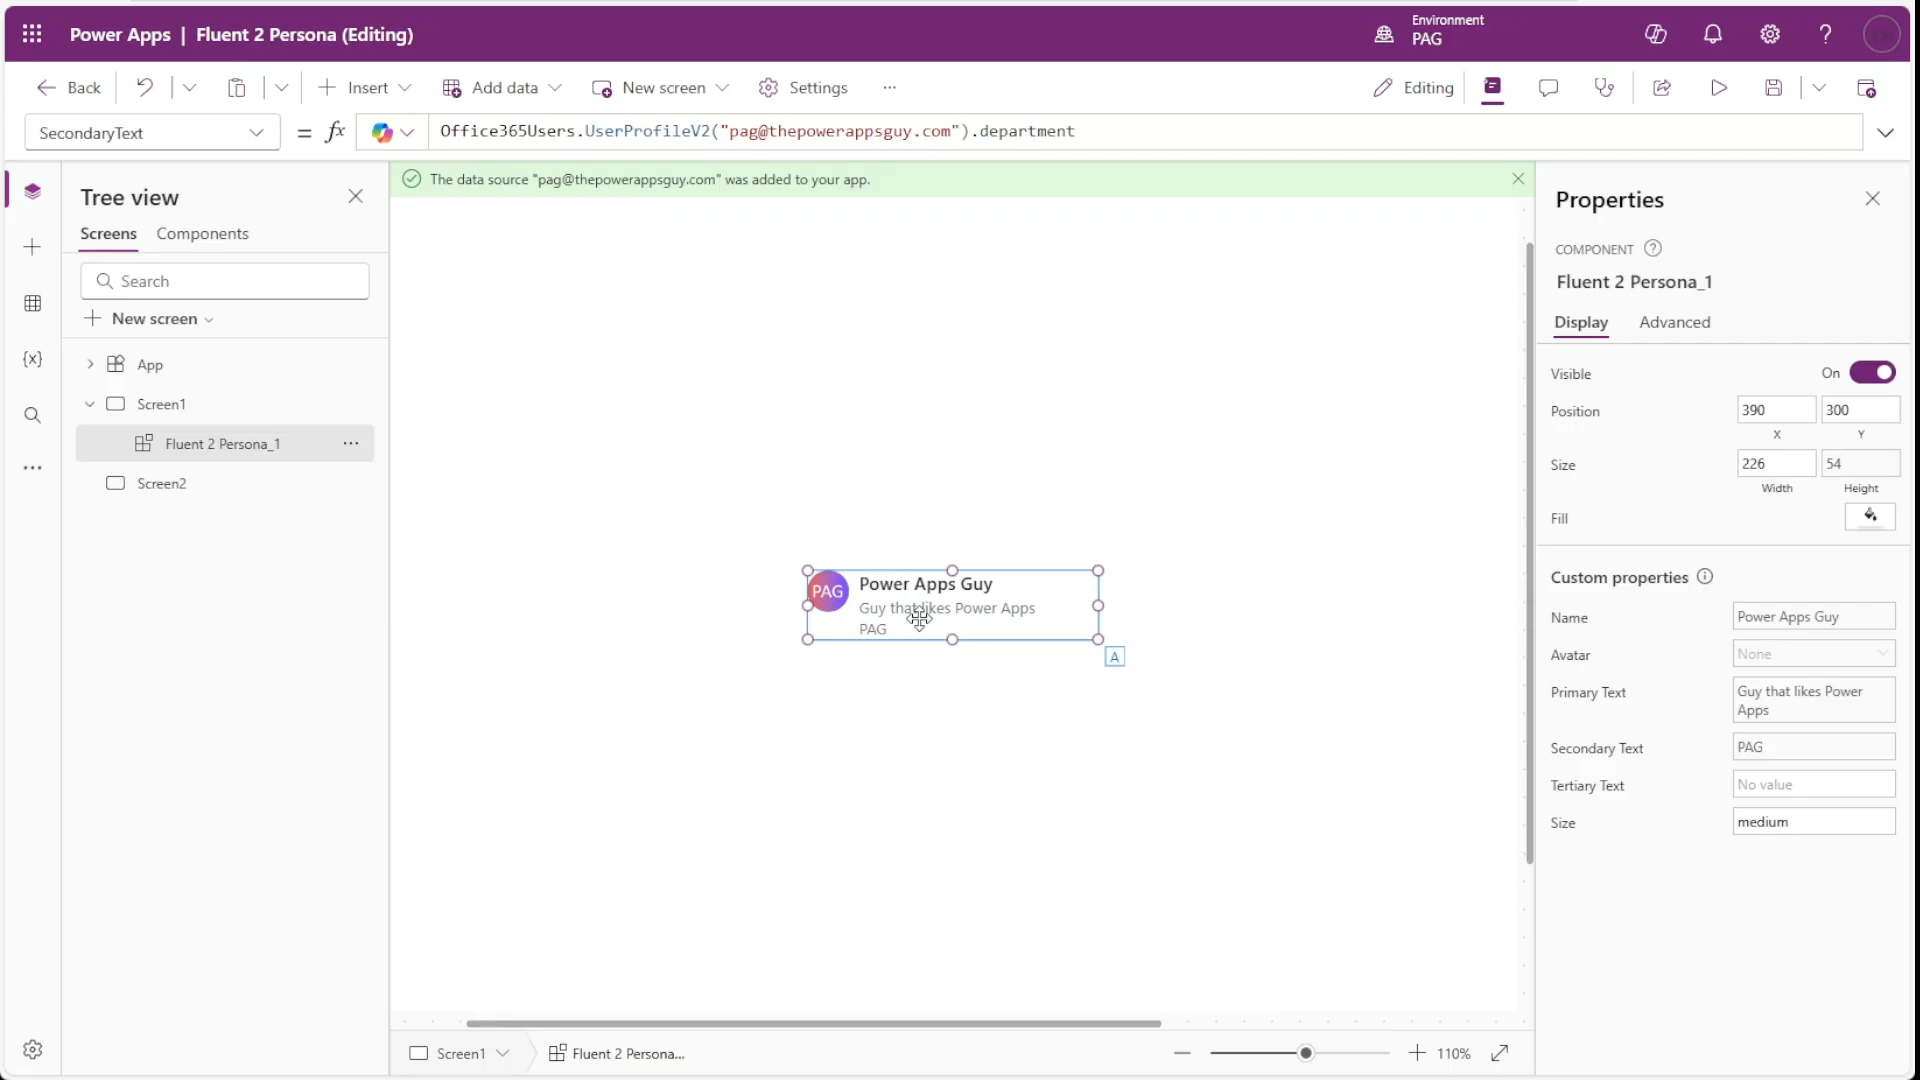 Power Apps | Fluent 2 Persona (Editing)
Environment
PAG
?
Back
Insert
Add data
New screen
Settings
...
Editing
SecondaryText
= fx
Office365Users.UserProfileV2("pag@thepowerappsguy.com").department
Tree view
Screens
Components
Search
New screen
App
Screen1
Fluent 2 Persona_1
...
Screen2
{x}
The data source "pag@thepowerappsguy.com" was added to your app.
PAG
Power Apps Guy
Guy that likes Power Apps
PAG
A
Screen1
Fluent 2 Persona...
110%
Properties
COMPONENT ?
Fluent 2 Persona_1
Display
Advanced
Visible
On
Position
390
300
X
Y
Size
226
54
Width
Height
Fill
Custom properties
Name
Power Apps Guy
Avatar
None
Primary Text
Guy that likes Power
Apps
Secondary Text
PAG
Tertiary Text
No value
Size
medium